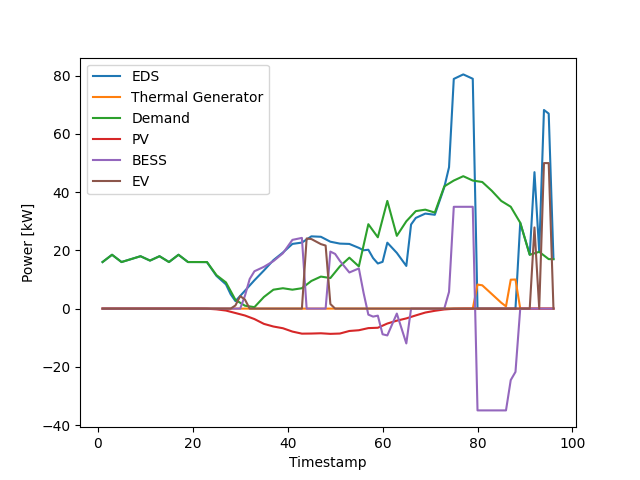 EDS
Thermal Generator
Demand
PV
BESS
EV
Power [kW]
80
60
40
20
0
−20
−40
0 20 40 60 80 100
Timestamp